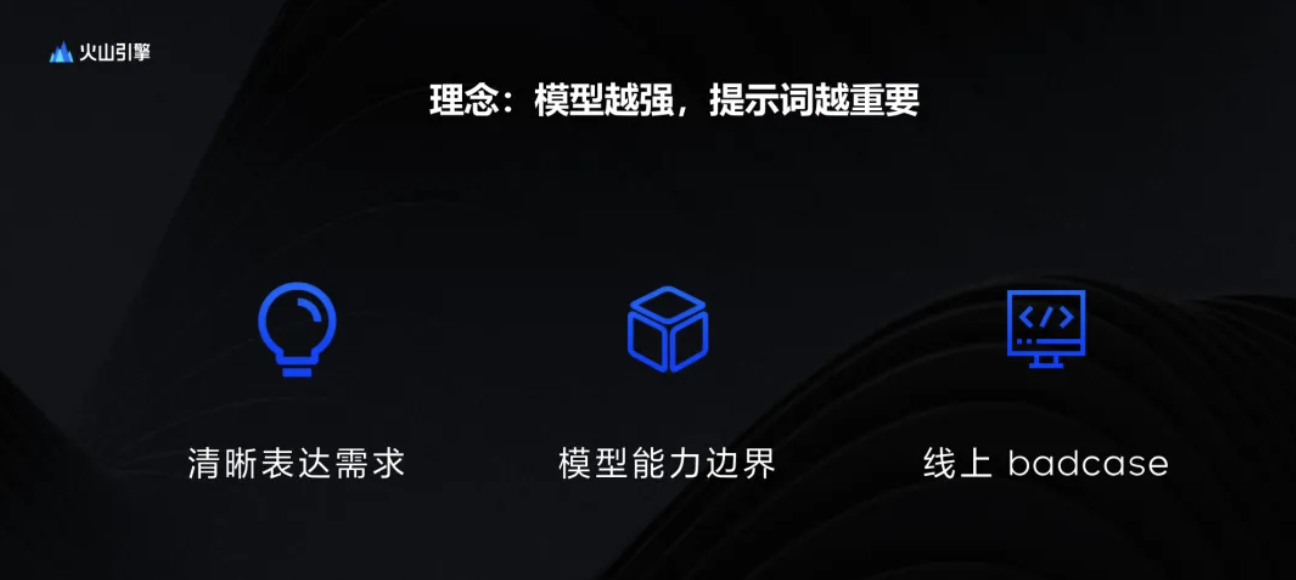 火山引擎
理念：模型越强，提示词越重要
清晰表达需求
模型能力边界
线上 badcase